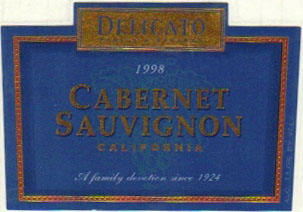 DELICATO
1998
CABERNET
SAUVIGNON
CALIFORNIA
A family devotion since 1924